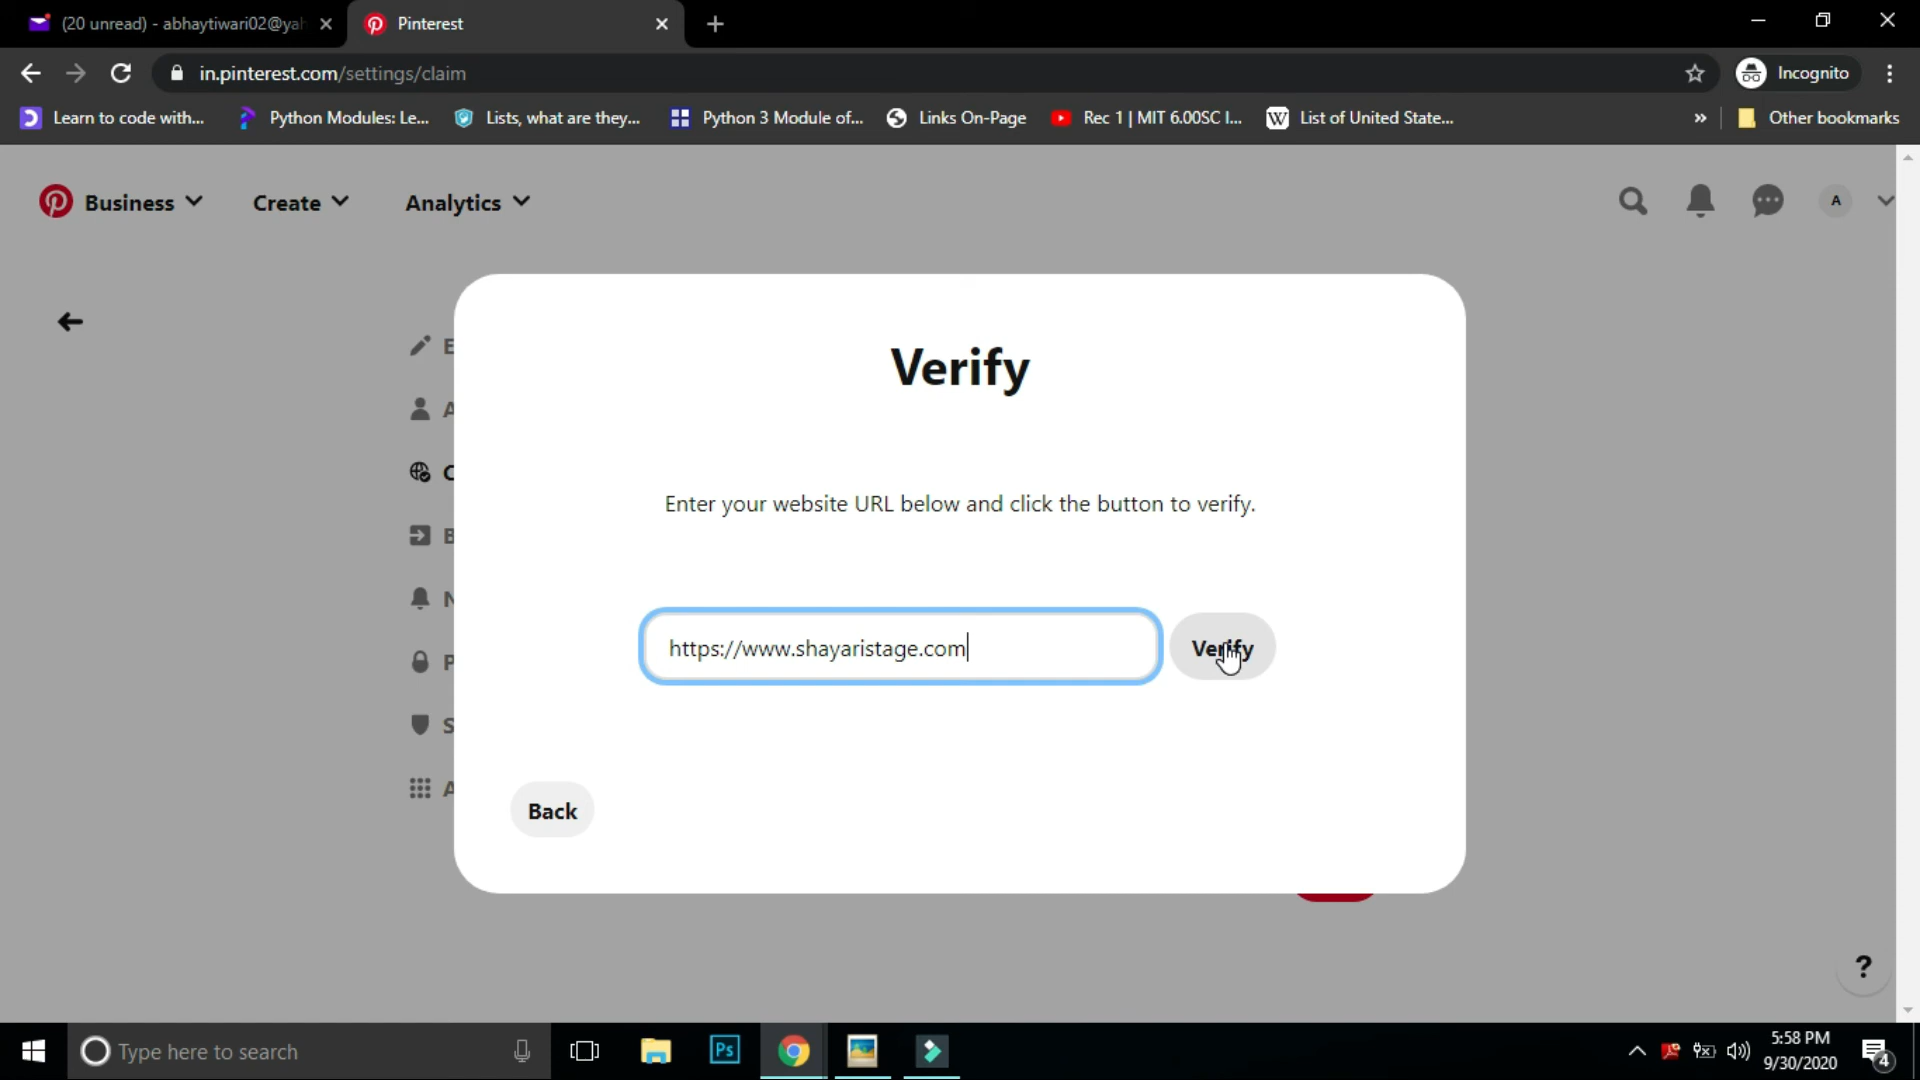 (20 unread) - abhaytiwari02@yah
Pinterest
in.pinterest.com/settings/claim
Incognito
Learn to code with...
Python Modules: Le...
Lists, what are they,...
Python 3 Module of...
Links On-Page
Rec 1 | MIT 6.00SC I...
List of United State...
»
Other bookmarks
Business
Create
Analytics
A
Verify
E
A
Enter your website URL below and click the button to verify.
B
N
https://www.shayaristage.com
Verify
P
S
A
Back
?
Type here to search
Ps
5:58 PM
9/30/2020
4